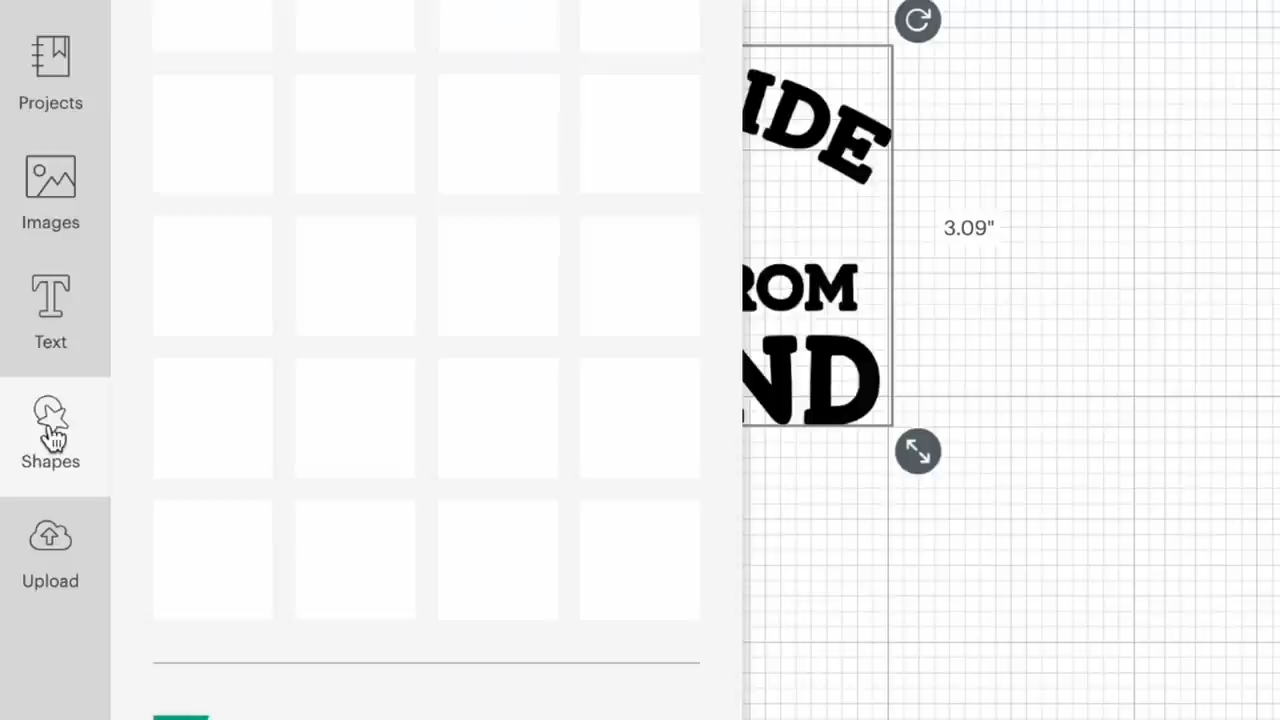 Projects
Images
Text
Shapes
Upload
IDE
3.09"
ROM
ND